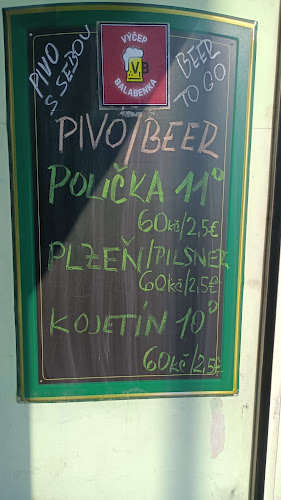 PIVO
S SEBOU
VÝČEP
VB
BALABENKA
BEER
TO GO
PIVO/BEER
POLIČKA 11°
60kč/2,5€
PLZEŇ/PILSNER
60kč/2,5€
KOJETÍN 10°
60kč/2,5€